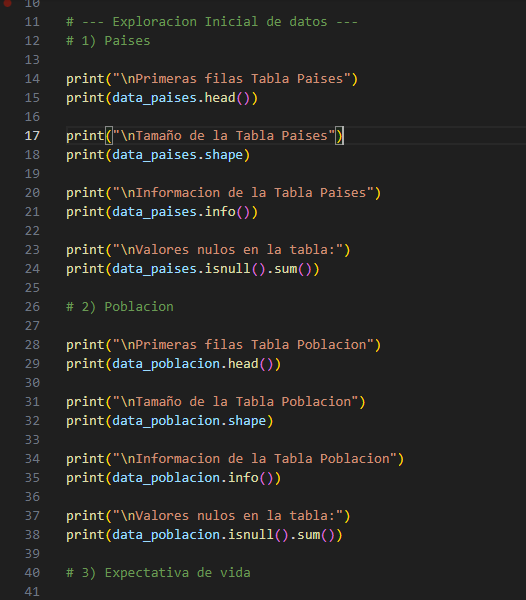 10
11 # --- Exploracion Inicial de datos ---
12 # 1) Paises
13
14 print("\nPrimeras filas Tabla Paises")
15 print(data_paises.head())
16
17 print("\nTamaño de la Tabla Paises")
18 print(data_paises.shape)
19
20 print("\nInformacion de la Tabla Paises")
21 print(data_paises.info())
22
23 print("\nValores nulos en la tabla:")
24 print(data_paises.isnull().sum())
25
26 # 2) Poblacion
27
28 print("\nPrimeras filas Tabla Poblacion")
29 print(data_poblacion.head())
30
31 print("\nTamaño de la Tabla Poblacion")
32 print(data_poblacion.shape)
33
34 print("\nInformacion de la Tabla Poblacion")
35 print(data_poblacion.info())
36
37 print("\nValores nulos en la tabla:")
38 print(data_poblacion.isnull().sum())
39
40 # 3) Expectativa de vida
41